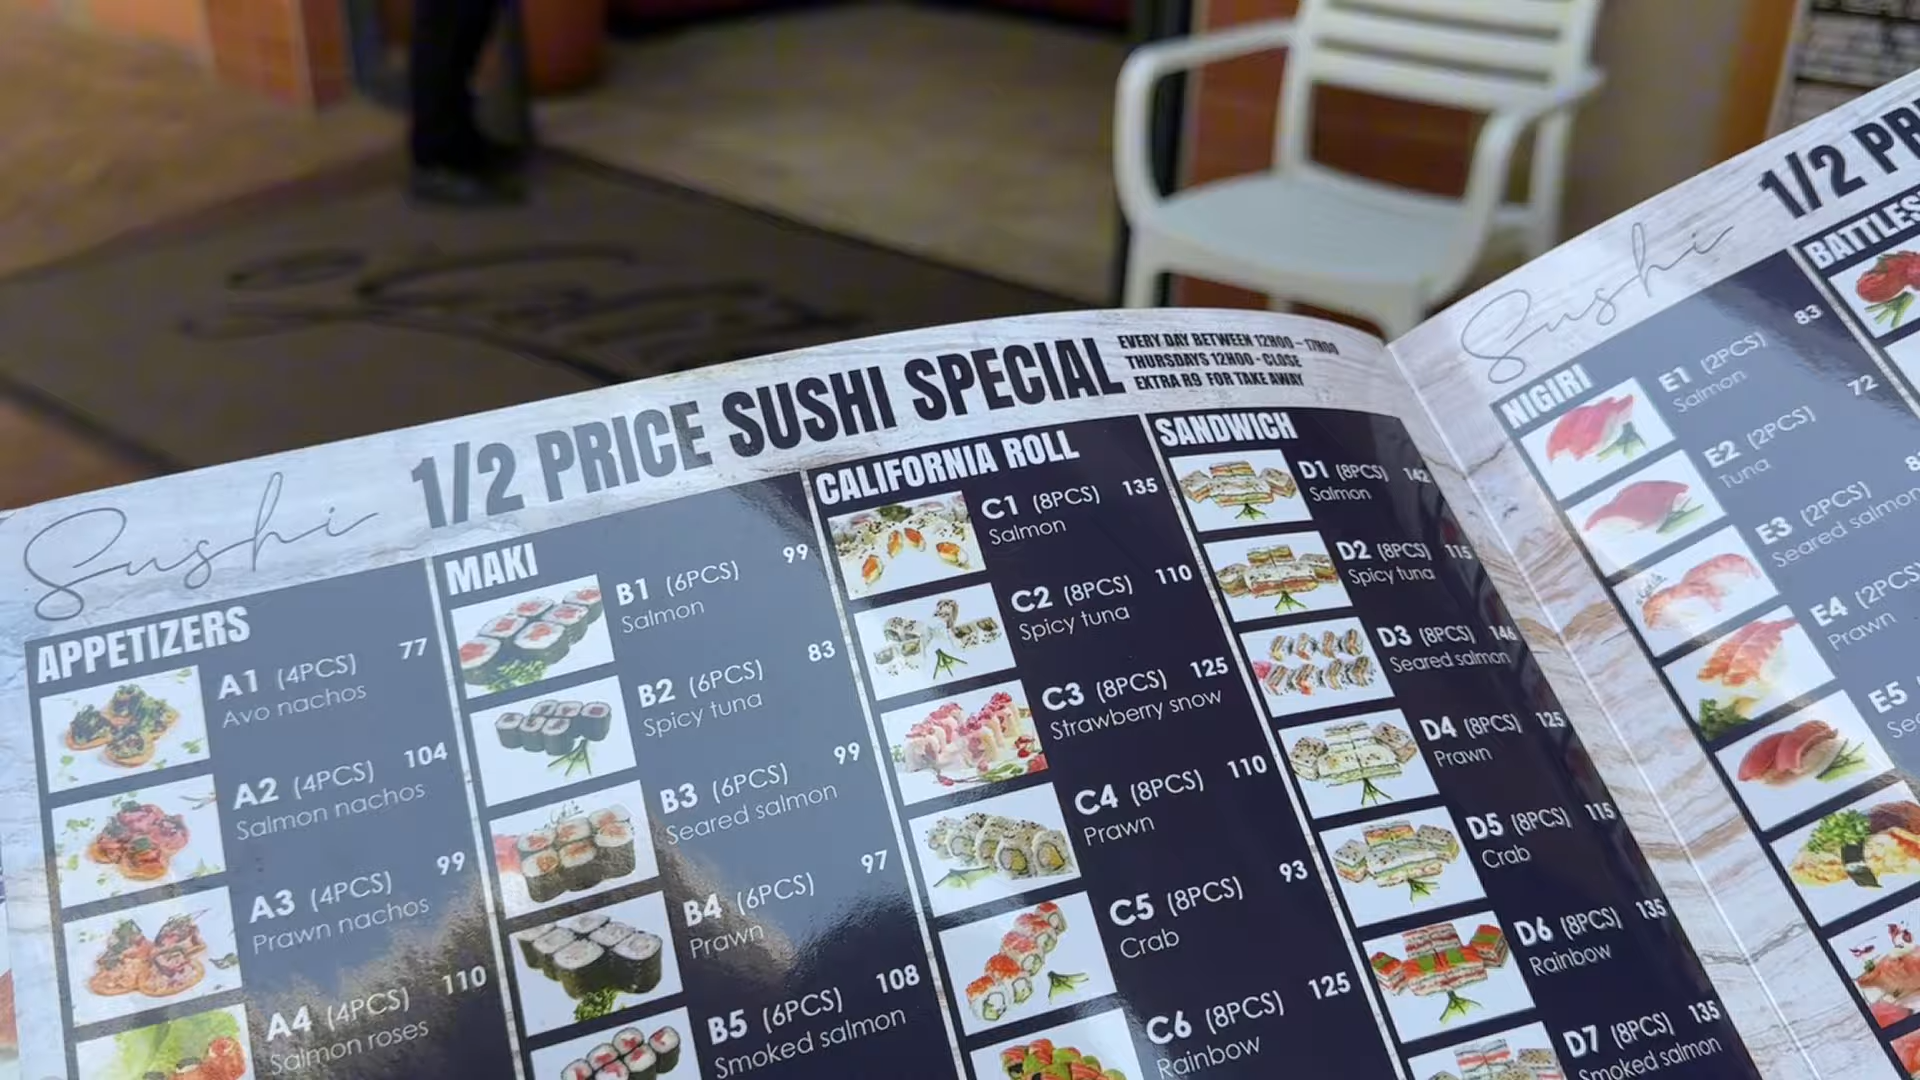 Sushi 1/2 PRICE SUSHI SPECIAL
EVERY DAY BETWEEN 12H00 - 17H00
THURSDAYS 12H00 - CLOSE
EXTRA R9 FOR TAKE AWAY
APPETIZERS
A1 (4PCS) 77
Avo nachos
A2 (4PCS) 104
Salmon nachos
A3 (4PCS) 99
Prawn nachos
A4 (4PCS) 110
Salmon roses
MAKI
B1 (6PCS) 99
Salmon
B2 (6PCS) 83
Spicy tuna
B3 (6PCS) 99
Seared salmon
B4 (6PCS) 97
Prawn
B5 (6PCS) 108
Smoked salmon
CALIFORNIA ROLL
C1 (8PCS) 135
Salmon
C2 (8PCS) 110
Spicy tuna
C3 (8PCS) 125
Strawberry snow
C4 (8PCS) 110
Prawn
C5 (8PCS) 93
Crab
C6 (8PCS) 125
Rainbow
SANDWICH
D1 (8PCS) 142
Salmon
D2 (8PCS) 115
Spicy tuna
D3 (8PCS) 146
Seared salmon
D4 (8PCS) 125
Prawn
D5 (8PCS) 115
Crab
D6 (8PCS) 135
Rainbow
D7 (8PCS) 135
Smoked salmon
Sushi 1/2 PR
NIGIRI
E1 (2PCS) 83
Salmon
E2 (2PCS) 72
Tuna
E3 (2PCS)
Seared salmon
E4 (2PCS)
Prawn
E5
BATTLES